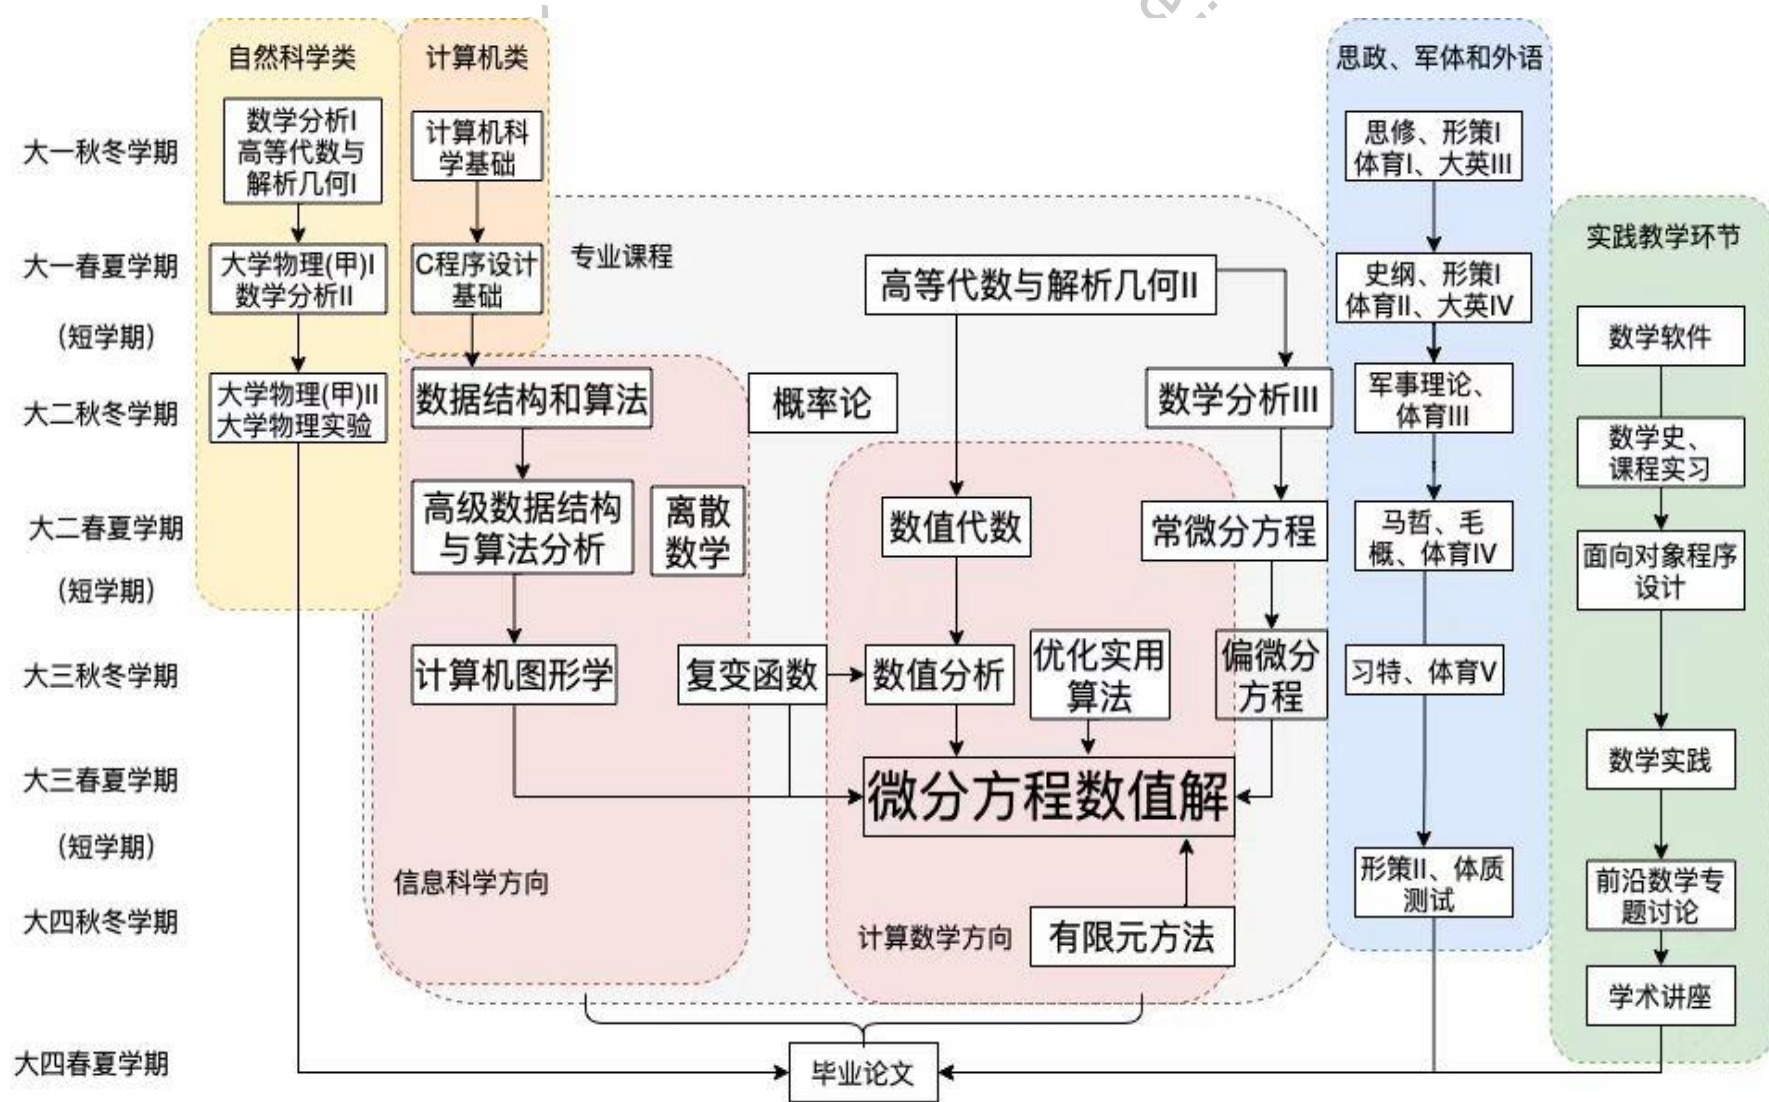 自然科学类
计算机类
思政、军体和外语
大一秋冬学期
数学分析I
高等代数与
解析几何I
计算机科
学基础
思修、形策I
体育I、大英III
大一春夏学期
大学物理(甲)I
数学分析II
C程序设计
基础
专业课程
高等代数与解析几何II
史纲、形策I
体育II、大英IV
实践教学环节
（短学期）
数学软件
大二秋冬学期
大学物理(甲)II
大学物理实验
数据结构和算法
概率论
数学分析III
军事理论、
体育III
数学史、
课程实习
大二春夏学期
高级数据结构
与算法分析
离散
数学
数值代数
常微分方程
马哲、毛
概、体育IV
面向对象程序
设计
（短学期）
大三秋冬学期
计算机图形学
复变函数
数值分析
优化实用
算法
偏微分
方程
习特、体育V
大三春夏学期
微分方程数值解
数学实践
（短学期）
信息科学方向
形策II、体质
测试
前沿数学专
题讨论
大四秋冬学期
计算数学方向
有限元方法
学术讲座
大四春夏学期
毕业论文